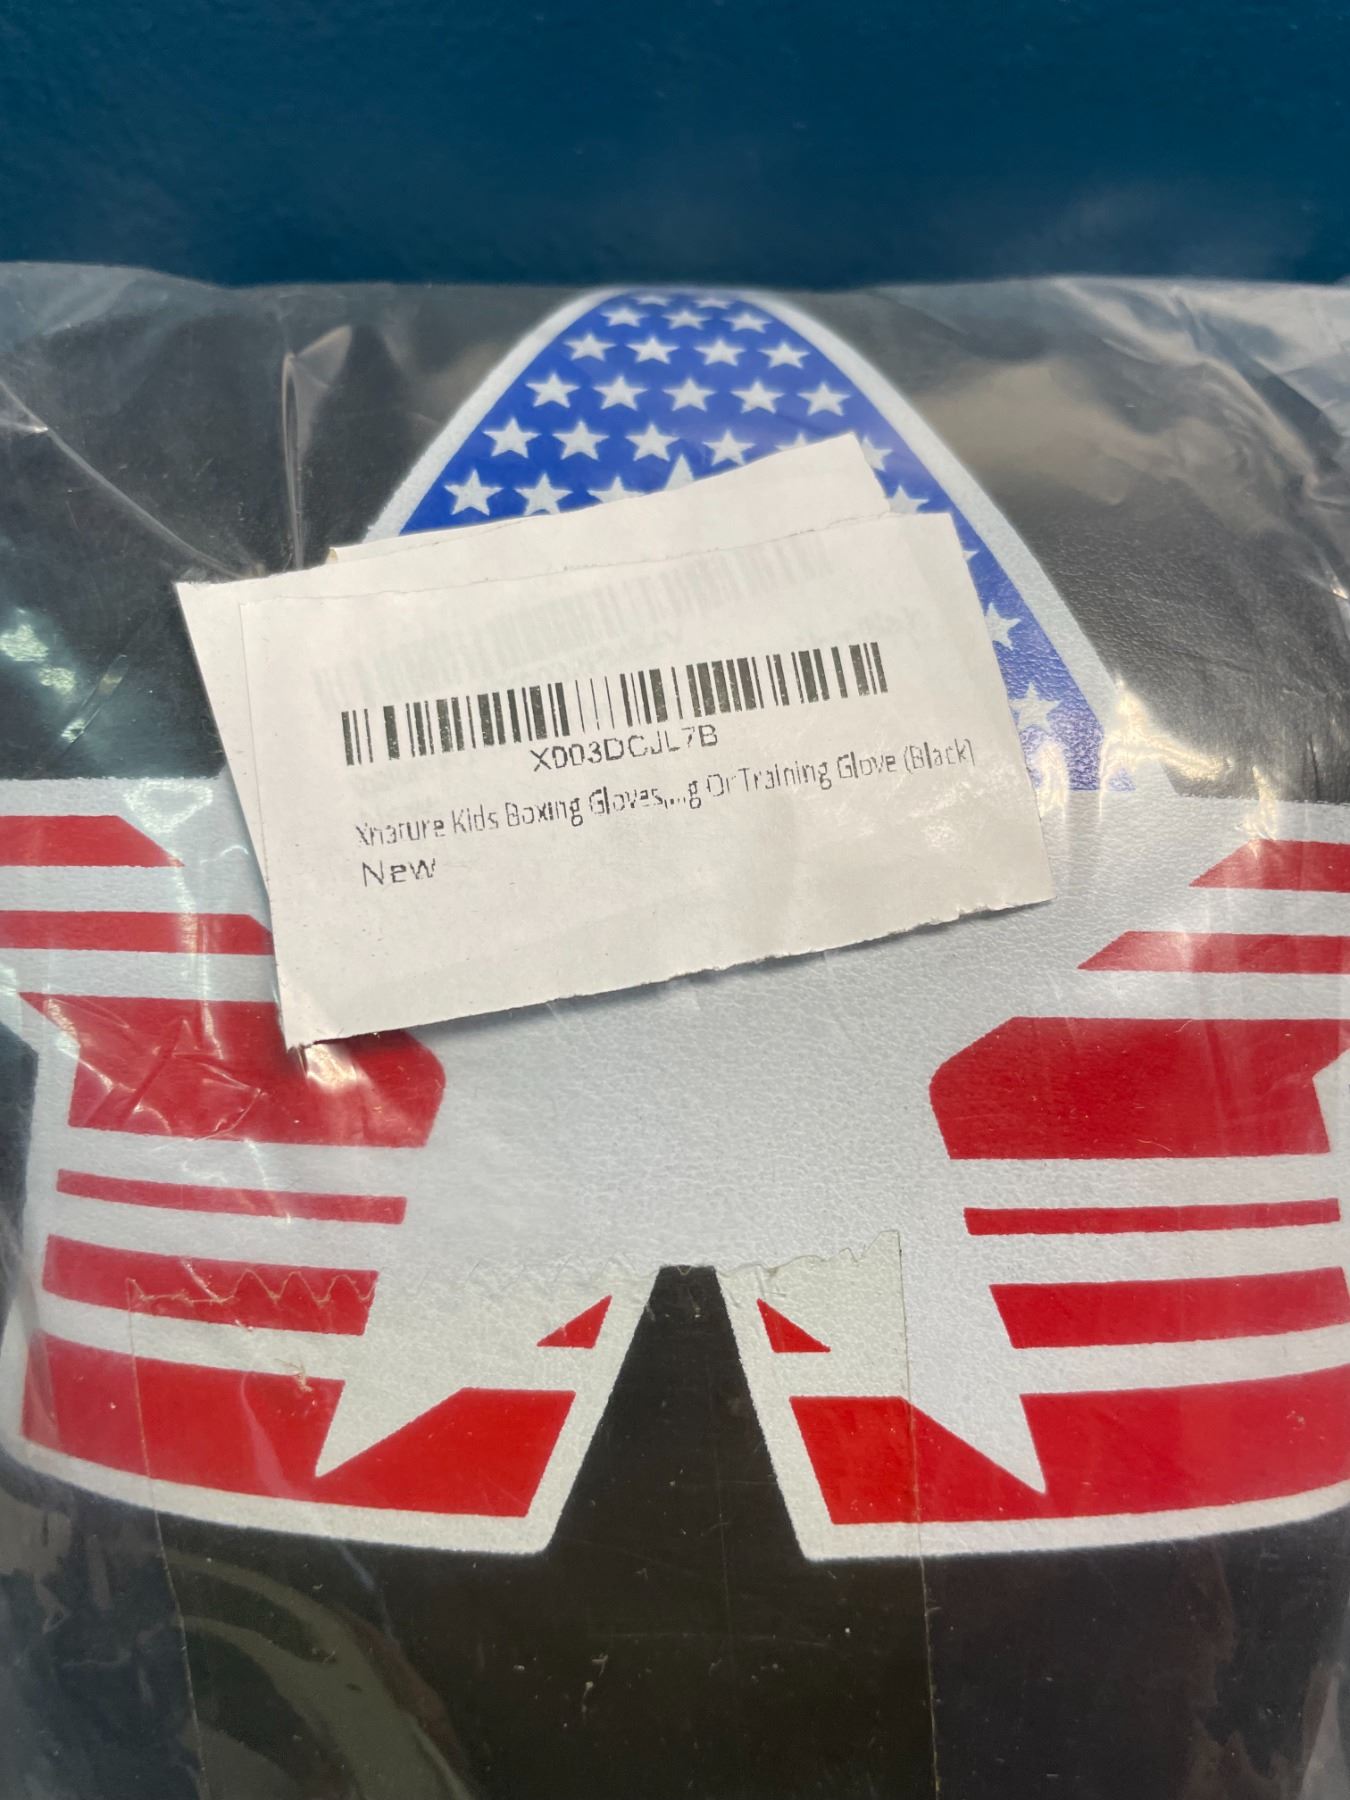 X003DCJL7B
Xnature Kids Boxing Gloves,...g Or Training Glove (Black)
New